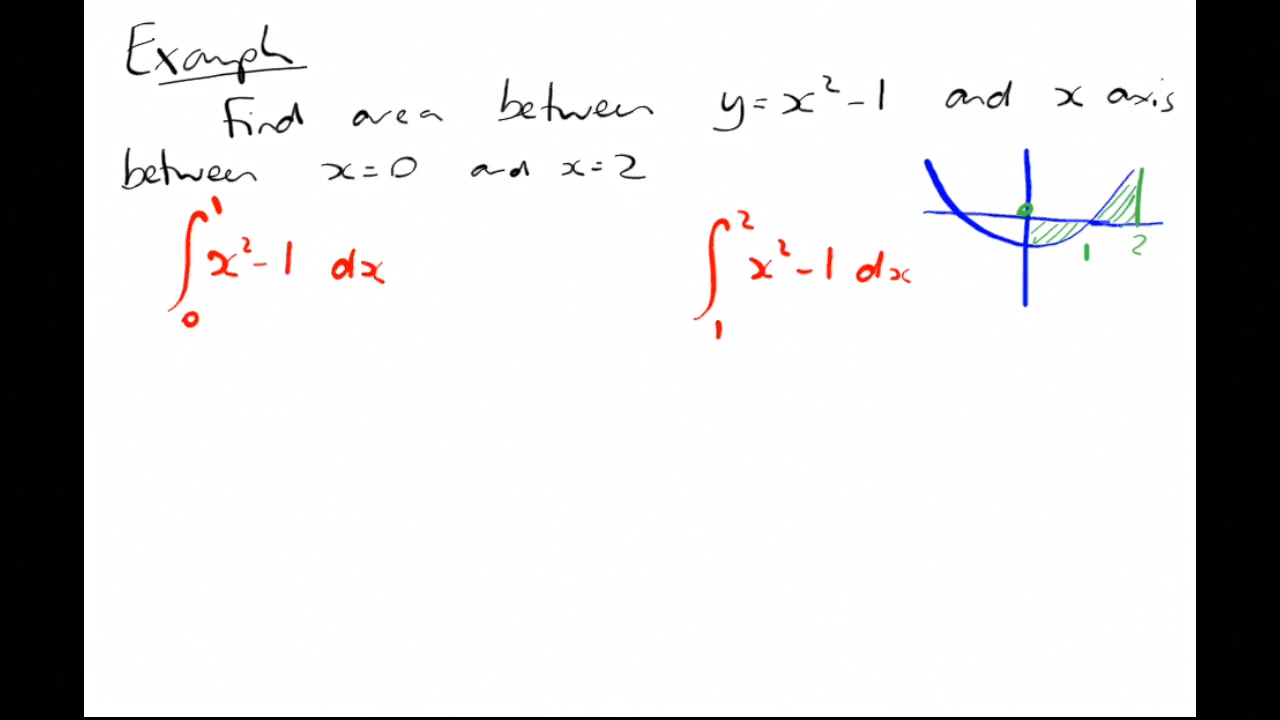 Example
Find area between y = x² - 1 and x axis
between x = 0 and x = 2
∫₀¹ x² - 1 dx
∫₁² x² - 1 dx
1 2